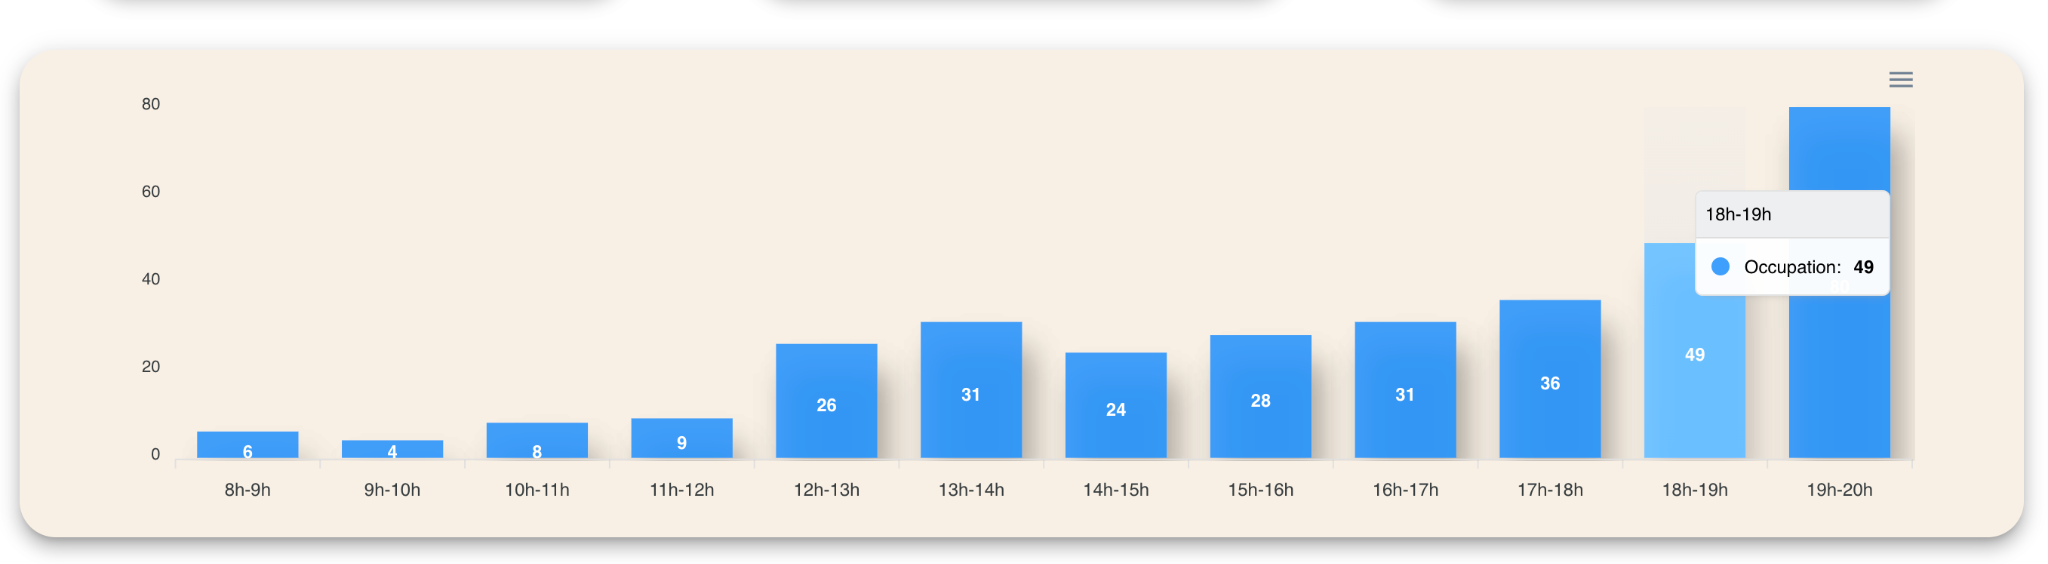 80
60
40
20
0
18h-19h
Occupation: 49
6
4
8
9
26
31
24
28
31
36
49
8h-9h
9h-10h
10h-11h
11h-12h
12h-13h
13h-14h
14h-15h
15h-16h
16h-17h
17h-18h
18h-19h
19h-20h